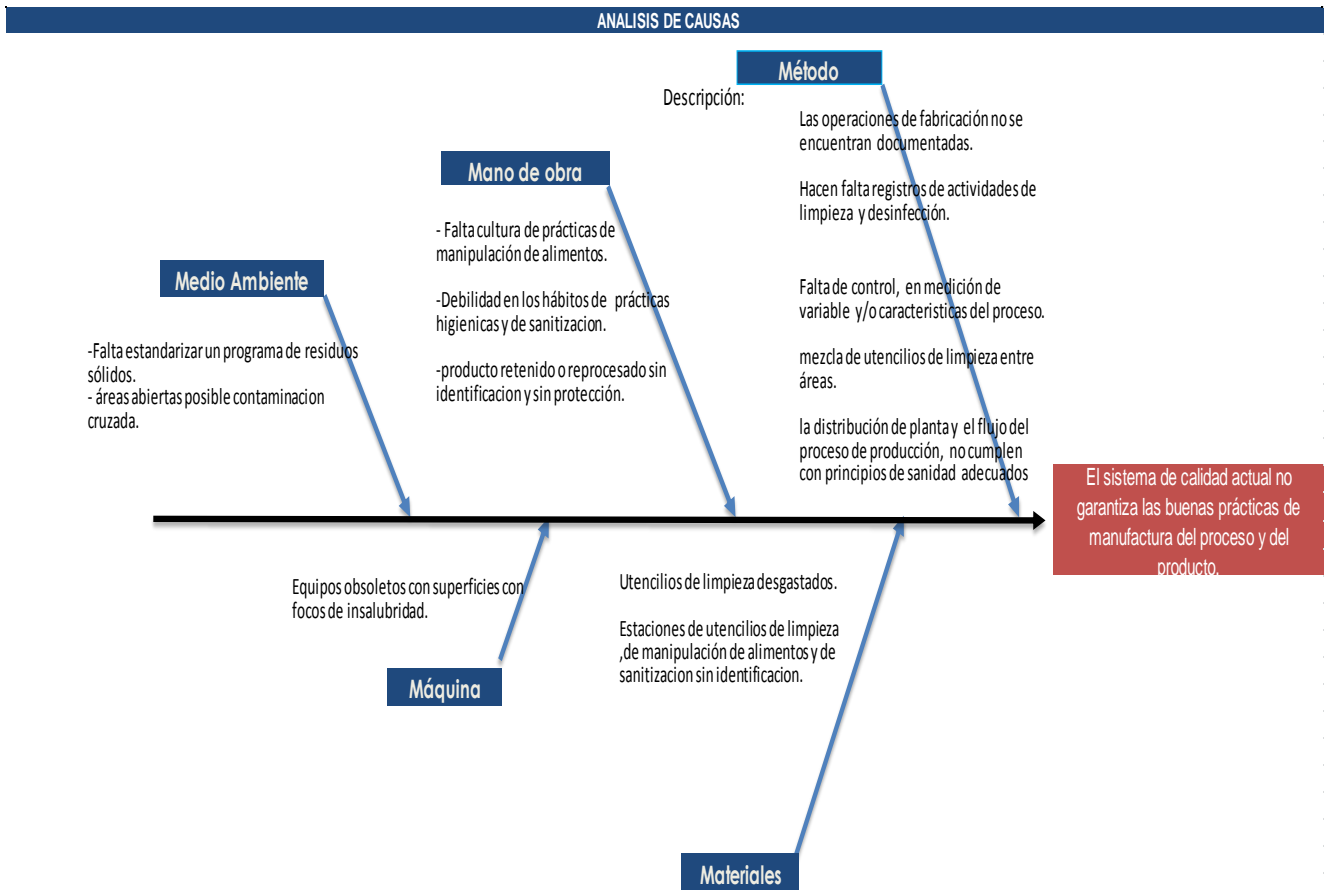 ANALISIS DE CAUSAS
Método
Descripción:
Las operaciones de fabricación no se
encuentran documentadas.
Hacen falta registros de actividades de
limpieza y desinfección.
Falta de control, en medición de
variable y/o caracteristicas del proceso.
mezcla de utencilios de limpieza entre
áreas.
la distribución de planta y el flujo del
proceso de producción, no cumplen
con principios de sanidad adecuados
Mano de obra
- Falta cultura de prácticas de
manipulación de alimentos.
-Debilidad en los hábitos de prácticas
higienicas y de sanitizacion.
-producto retenido o reprocesado sin
identificacion y sin protección.
Medio Ambiente
-Falta estandarizar un programa de residuos
sólidos.
- áreas abiertas posible contaminacion
cruzada.
El sistema de calidad actual no
garantiza las buenas prácticas de
manufactura del proceso y del
producto.
Equipos obsoletos con superficies con
focos de insalubridad.
Máquina
Utencilios de limpieza desgastados.
Estaciones de utencilios de limpieza
,de manipulación de alimentos y de
sanitizacion sin identificacion.
Materiales